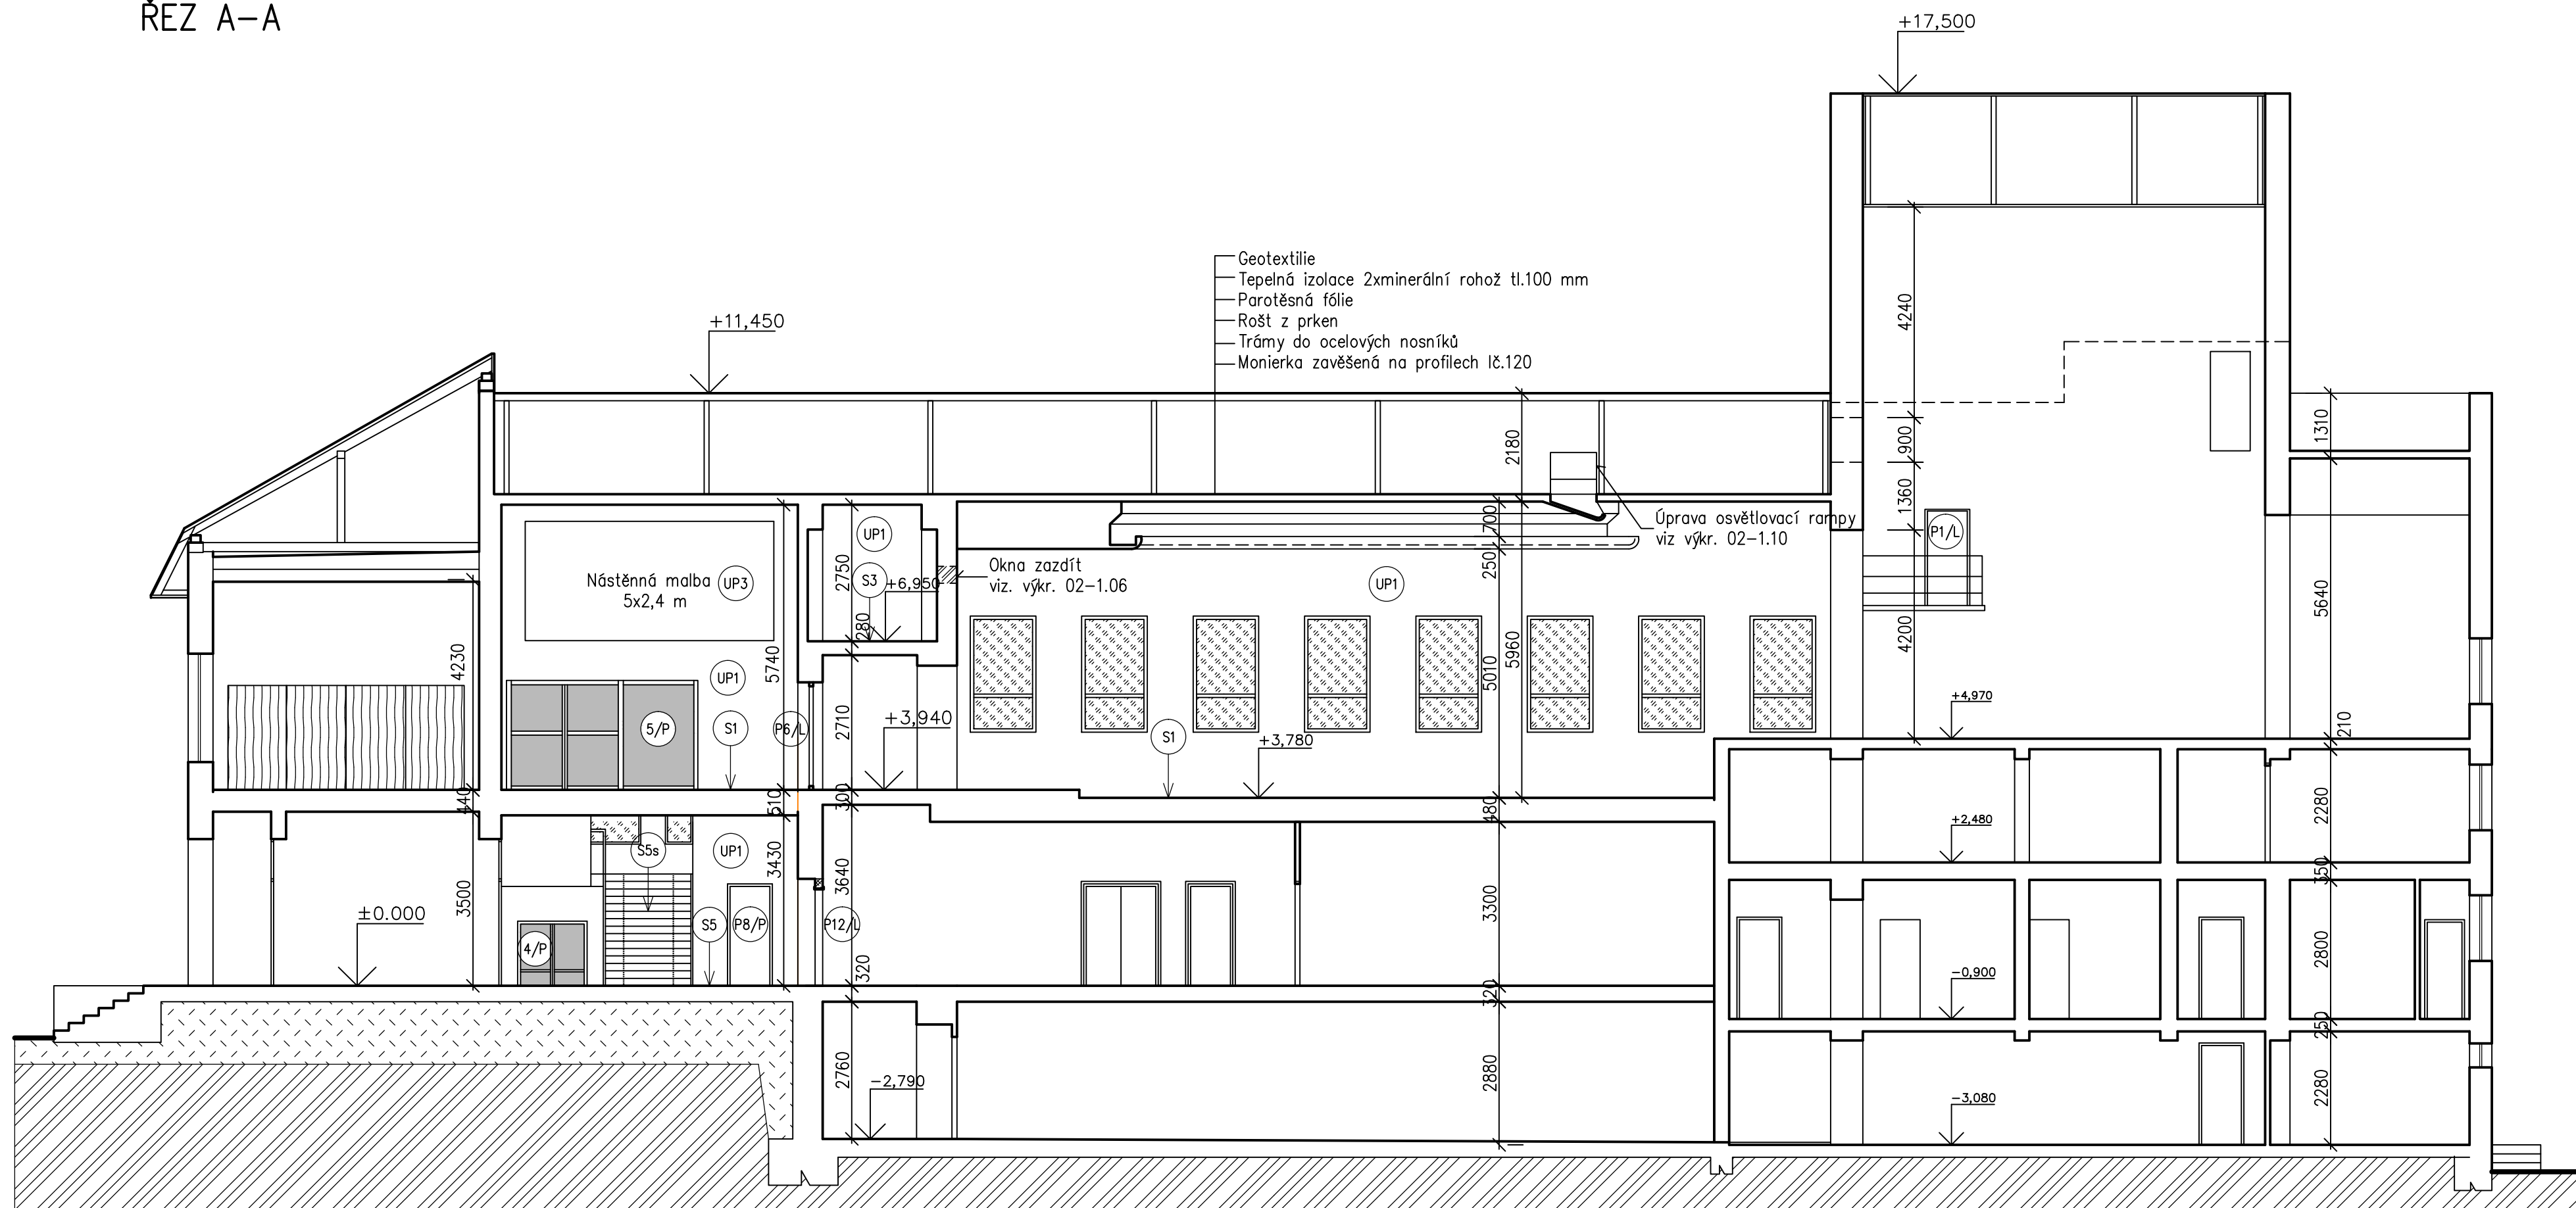 ŘEZ A-A
+17,500
Geotextilie
Tepelná izolace 2xminerální rohož tl.100 mm
Parotěsná fólie
Rošt z prken
Trámy do ocelových nosníků
Monierka zavěšená na profilech Ič.120
+11,450
4240
900
1360
4200
2180
1310
5640
210
2280
350
2800
250
2280
Úprava osvětlovací rampy
viz výkr. 02-1.10
P1/L
Nástěnná malba
5x2,4 m
UP3
UP1
S3
+6,950
2750
280
Okna zazdít
viz. výkr. 02-1.06
UP1
700
250
5010
5960
4230
5740
UP1
5/P
S1
P6/L
2710
+3,940
S1
+3,780
+4,970
440
510
300
480
+2,480
S5s
UP1
3430
3640
3500
3300
±0.000
4/P
S5
P8/P
P12/L
320
320
-0,900
2760
-2,790
2880
-3,080